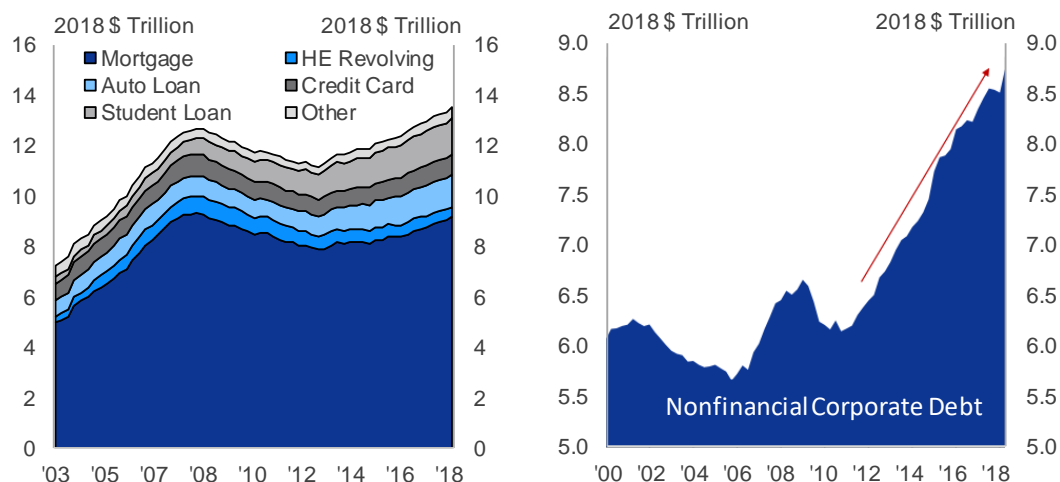 2018 $ Trillion 2018 $ Trillion
16 16
Mortgage HE Revolving
Auto Loan Credit Card
14 14
Student Loan Other
12 12
10 10
8 8
6 6
4 4
2 2
0 0
'03 '05 '07 '08 '10 '12 '14 '15 '17 '18
2018 $ Trillion 2018 $ Trillion
9.0 9.0
8.5 8.5
8.0 8.0
7.5 7.5
7.0 7.0
6.5 6.5
6.0 6.0
5.5 5.5
Nonfinancial Corporate Debt
5.0 5.0
'00 '02 '04 '06 '08 '10 '12 '14 '16 '18